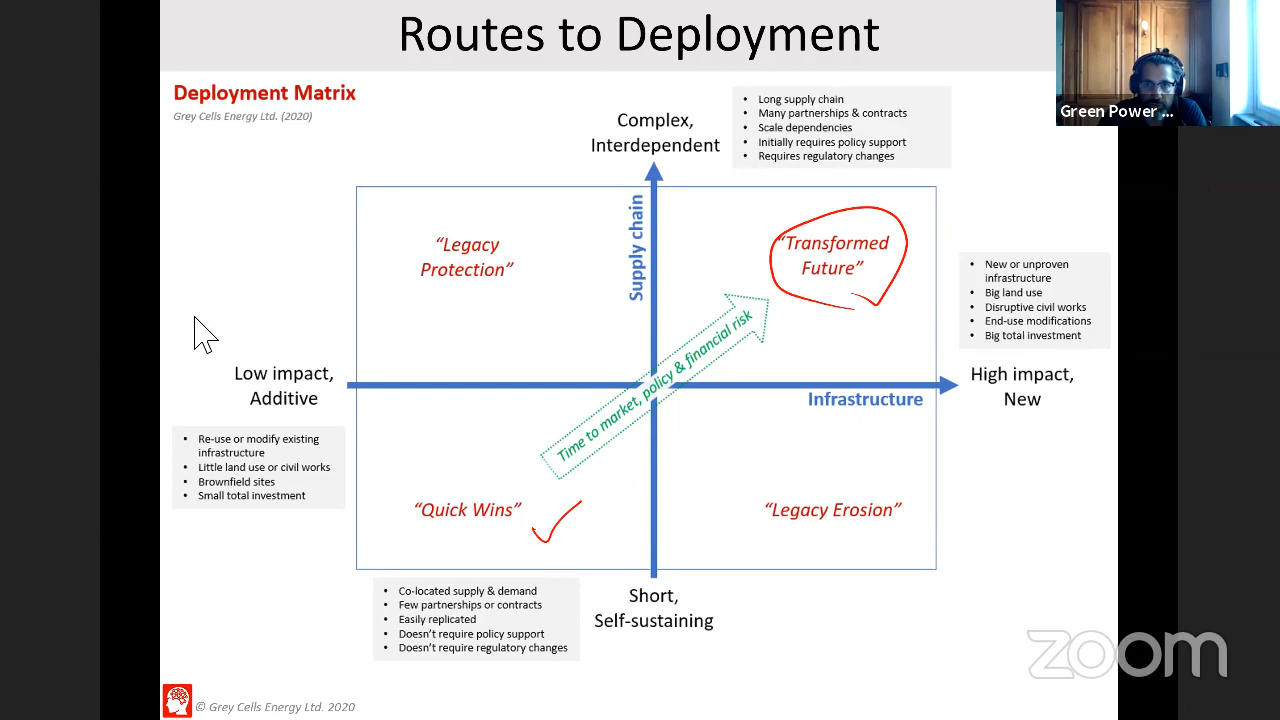 Routes to Deployment
Deployment Matrix
Grey Cells Energy Ltd. (2020)
Green Power ...
Complex,
Interdependent
• Long supply chain
• Many partnerships & contracts
• Scale dependencies
• Initially requires policy support
• Requires regulatory changes
Supply chain
“Legacy
Protection”
“Transformed
Future”
• New or unproven
infrastructure
• Big land use
• Disruptive civil works
• End-use modifications
• Big total investment
Time to market, policy & financial risk
Low impact,
Additive
Infrastructure
High impact,
New
• Re-use or modify existing
infrastructure
• Little land use or civil works
• Brownfield sites
• Small total investment
“Quick Wins”
“Legacy Erosion”
• Co-located supply & demand
• Few partnerships or contracts
• Easily replicated
• Doesn’t require policy support
• Doesn’t require regulatory changes
Short,
Self-sustaining
zoom
© Grey Cells Energy Ltd. 2020